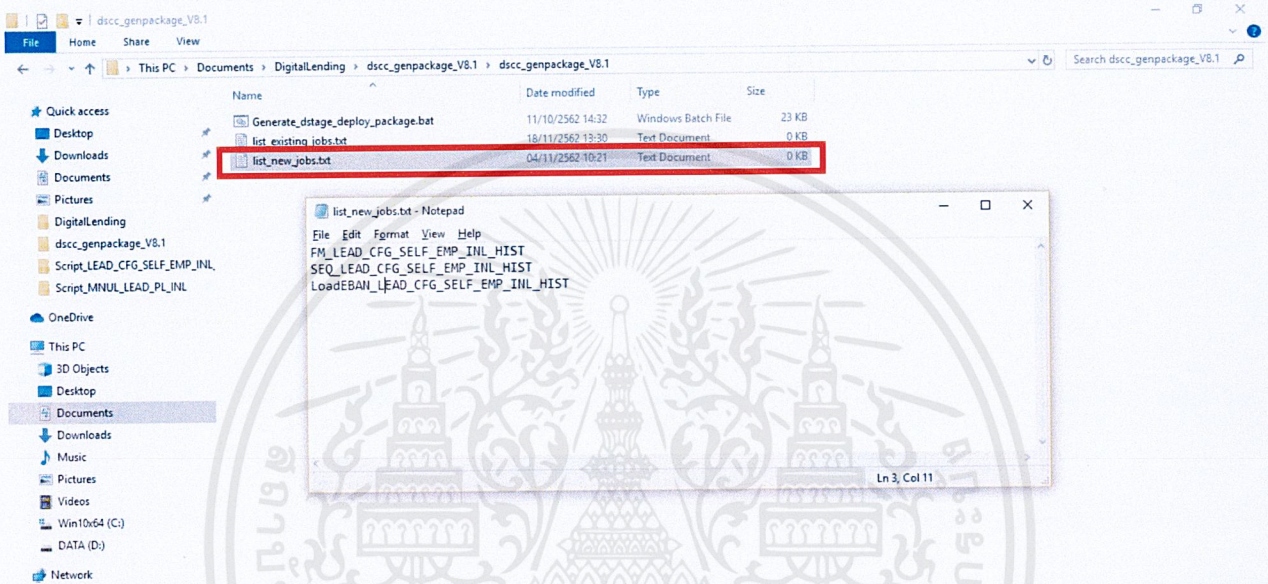 dscc_genpackage_V8.1
File Home Share View
This PC › Documents › DigitalLending › dscc_genpackage_V8.1 › dscc_genpackage_V8.1
Search dscc_genpackage_V8.1
Name Date modified Type Size
Generate_dstage_deploy_package.bat 11/10/2562 14:32 Windows Batch File 23 KB
list_existing_jobs.txt 18/11/2562 13:30 Text Document 0 KB
list_new_jobs.txt 04/11/2562 10:21 Text Document 0 KB
Quick access
Desktop
Downloads
Documents
Pictures
DigitalLending
dscc_genpackage_V8.1
Script_LEAD_CFG_SELF_EMP_INL_
Script_MNUL_LEAD_PL_INL
OneDrive
This PC
3D Objects
Desktop
Documents
Downloads
Music
Pictures
Videos
Win10x64 (C:)
DATA (D:)
Network
list_new_jobs.txt - Notepad
File Edit Format View Help
FM_LEAD_CFG_SELF_EMP_INL_HIST
SEQ_LEAD_CFG_SELF_EMP_INL_HIST
LoadEBAN_LEAD_CFG_SELF_EMP_INL_HIST
Ln 3, Col 11